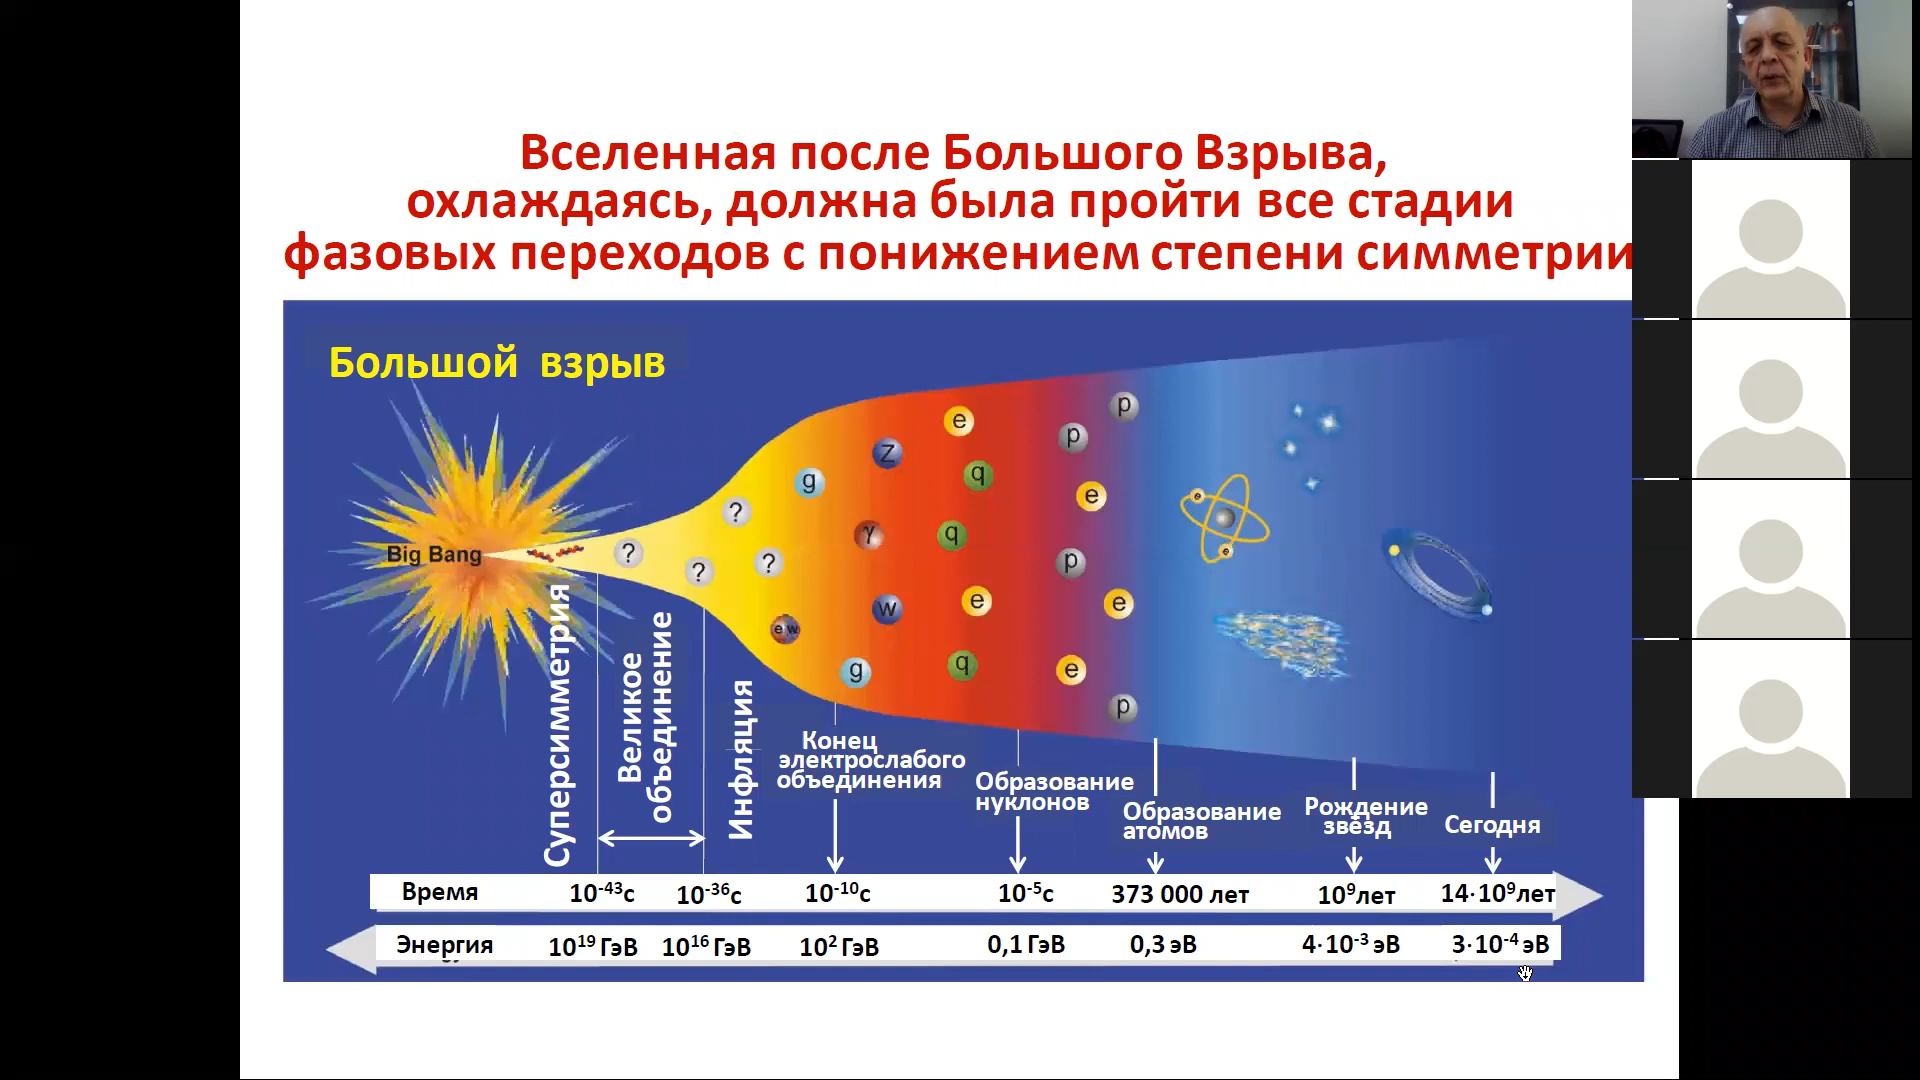 Вселенная после Большого Взрыва,
охлаждаясь, должна была пройти все стадии
фазовых переходов с понижением степени симметрии
Большой взрыв
Big Bang
?
?
?
?
g
e w
g
Z
γ
w
e
q
q
e
q
p
p
e
p
e
e
p
e
e
Суперсимметрия
Великое
объединение
Инфляция
Конец
электрослабого
объединения
Образование
нуклонов
Образование
атомов
Рождение
звёзд
Сегодня
Время 10⁻⁴³с 10⁻³⁶с 10⁻¹⁰с 10⁻⁵с 373 000 лет 10⁹лет 14·10⁹лет
Энергия 10¹⁹ ГэВ 10¹⁶ ГэВ 10² ГэВ 0,1 ГэВ 0,3 эВ 4·10⁻³ эВ 3·10⁻⁴ эВ